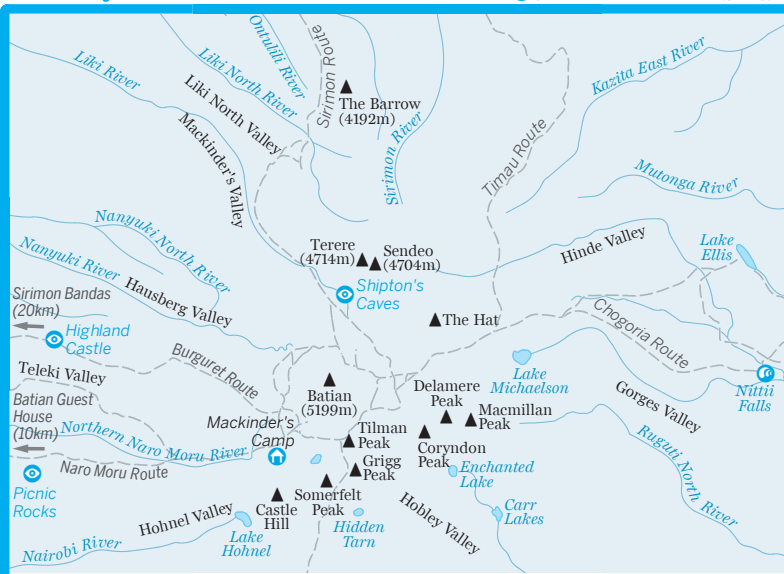 Liki River
Liki North River
Ontulili River
Sirimon Route
The Barrow
(4192m)
Liki North Valley
Mackinder's Valley
Sirimon River
Timau Route
Kazita East River
Mutonga River
Nanyuki North River
Nanyuki River
Hausberg Valley
Terere
(4714m)
Sendeo
(4704m)
Shipton's
Caves
Hinde Valley
Lake
Ellis
Sirimon Bandas
(20km)
Highland
Castle
The Hat
Chogoria Route
Teleki Valley
Burguret Route
Batian
(5199m)
Lake
Michaelson
Nittii
Falls
Batian Guest
House
(10km)
Northern Naro Moru River
Naro Moru Route
Mackinder's
Camp
Delamere
Peak
Macmillan
Peak
Gorges Valley
Tilman
Peak
Coryndon
Peak
Grigg
Peak
Enchanted
Lake
Ruguti North River
Picnic
Rocks
Castle
Hill
Somerfelt
Peak
Hobley Valley
Carr
Lakes
Hohnel Valley
Lake
Hohnel
Hidden
Tarn
Nairobi River